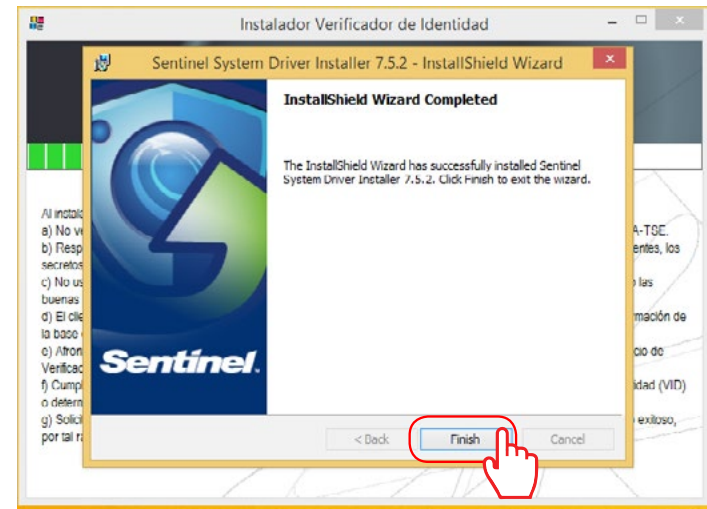 Instalador Verificador de Identidad
Sentinel System Driver Installer 7.5.2 - InstallShield Wizard
InstallShield Wizard Completed
The InstallShield Wizard has successfully installed Sentinel
System Driver Installer 7.5.2. Click Finish to exit the wizard.
Sentinel.
< Back Finish Cancel
Al instala
a) No ve A-TSE.
b) Resp entes, los
secretos
c) No us las
buenas
d) El clie mación de
la base
e) Afron cio de
Verificac
f) Cumpl idad (VID)
o determ
g) Solici exitoso,
por tal ra